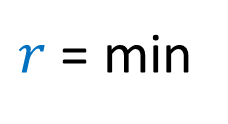 r = min